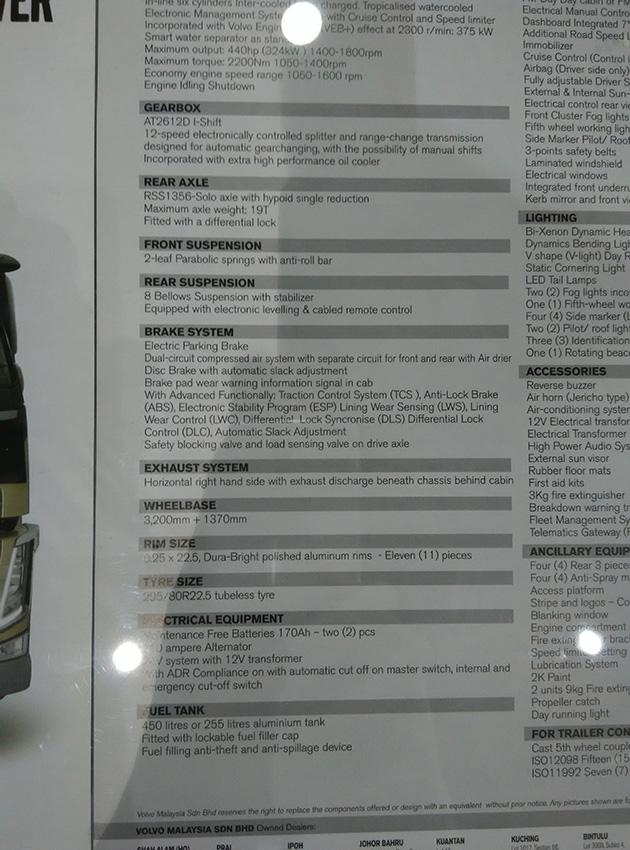 VER
In-line six cylinders Inter-cooled charged. Tropicalised watercooled
Electronic Management System with Cruise Control and Speed limiter
Incorporated with Volvo Engine (VEB+) effect at 2300 r/min: 375 kW
Smart water separator as
Maximum output: 440hp (324kW) 1400-1800rpm
Maximum torque: 2200Nm 1050-1400rpm
Economy engine speed range 1050-1600 rpm
Engine Idling Shutdown
GEARBOX
AT2612D I-Shift
12-speed electronically controlled splitter and range-change transmission
designed for automatic gearchanging, with the possibility of manual shifts
Incorporated with extra high performance oil cooler
REAR AXLE
RSS1356-Solo axle with hypoid single reduction
Maximum axle weight: 19T
Fitted with a differential lock
FRONT SUSPENSION
2-leaf Parabolic springs with anti-roll bar
REAR SUSPENSION
8 Bellows Suspension with stabilizer
Equipped with electronic levelling & cabled remote control
BRAKE SYSTEM
Electric Parking Brake
Dual-circuit compressed air system with separate circuit for front and rear with Air drier
Disc Brake with automatic slack adjustment
Brake pad wear warning information signal in cab
With Advanced Functionally: Traction Control System (TCS ), Anti-Lock Brake
(ABS), Electronic Stability Program (ESP) Lining Wear Sensing (LWS), Lining
Wear Control (LWC), Differential Lock Syncronise (DLS) Differential Lock
Control (DLC), Automatic Slack Adjustment
Safety blocking valve and load sensing valve on drive axle
EXHAUST SYSTEM
Horizontal right hand side with exhaust discharge beneath chassis behind cabin
WHEELBASE
3,200mm + 1370mm
RIM SIZE
.25 x 22.5, Dura-Bright polished aluminum rims - Eleven (11) pieces
TYRE SIZE
295/80R22.5 tubeless tyre
CTRICAL EQUIPMENT
ntenance Free Batteries 170Ah – two (2) pcs
0 ampere Alternator
V system with 12V transformer
ith ADR Compliance on with automatic cut off on master switch, internal and
emergency cut-off switch
FUEL TANK
450 litres or 255 litres aluminium tank
Fitted with lockable fuel filler cap
Fuel filling anti-theft and anti-spillage device
Electrical Manual Contro
Dashboard Integrated 7"
Additional Road Speed L
Immobilizer
Cruise Control (Control i
Airbag (Driver side only)
Fully adjustable Driver S
External & Internal Sun-
Electrical control rear vie
Front Cluster Fog lights
Fifth wheel working ligh
Side Marker Pilot/ Roof
3-points safety belts
Laminated windshield
Electrical windows
Integrated front underru
Kerb mirror and front vi
LIGHTING
Bi-Xenon Dynamic Hea
Dynamics Bending Ligh
V shape (V-light) Day R
Static Cornering Light
LED Tail Lamps
Two (2) Fog lights inco
One (1) Fifth-wheel wo
Four (4) Side marker (L
Two (2) Pilot/ roof light
Three (3) Identification
One (1) Rotating beac
ACCESSORIES
Reverse buzzer
Air horn (Jericho type)
Air-conditioning syster
12V Electrical transfor
Electrical Transformer
High Power Audio Sys
External sun visor
Rubber floor mats
First aid kits
3Kg fire extinguisher
Breakdown warning tr
Fleet Management Sy
Telematics Gateway (F
ANCILLARY EQUIP
Four (4) Rear 3 piece
Four (4) Anti-Spray m
Access platform
Stripe and logos – Co
Blanking window
Engine compartment
Fire brac
Speed limit etting
Lubrication System
2K Paint
2 units 9kg Fire exting
Propeller catch
Day running light
FOR TRAILER CON
Cast 5th wheel couple
ISO12098 Fifteen (15
ISO11992 Seven (7)
Volvo Malaysia Sdn Bhd reserves the right to replace the components offered or design with an equivalent without prior notice. Any pictures shown are fo
VOLVO MALAYSIA SDN BHD Owned Dealers:
SHAH ALAM (HQ) PRAI IPOH JOHOR BAHRU KUANTAN KUCHING BINTULU